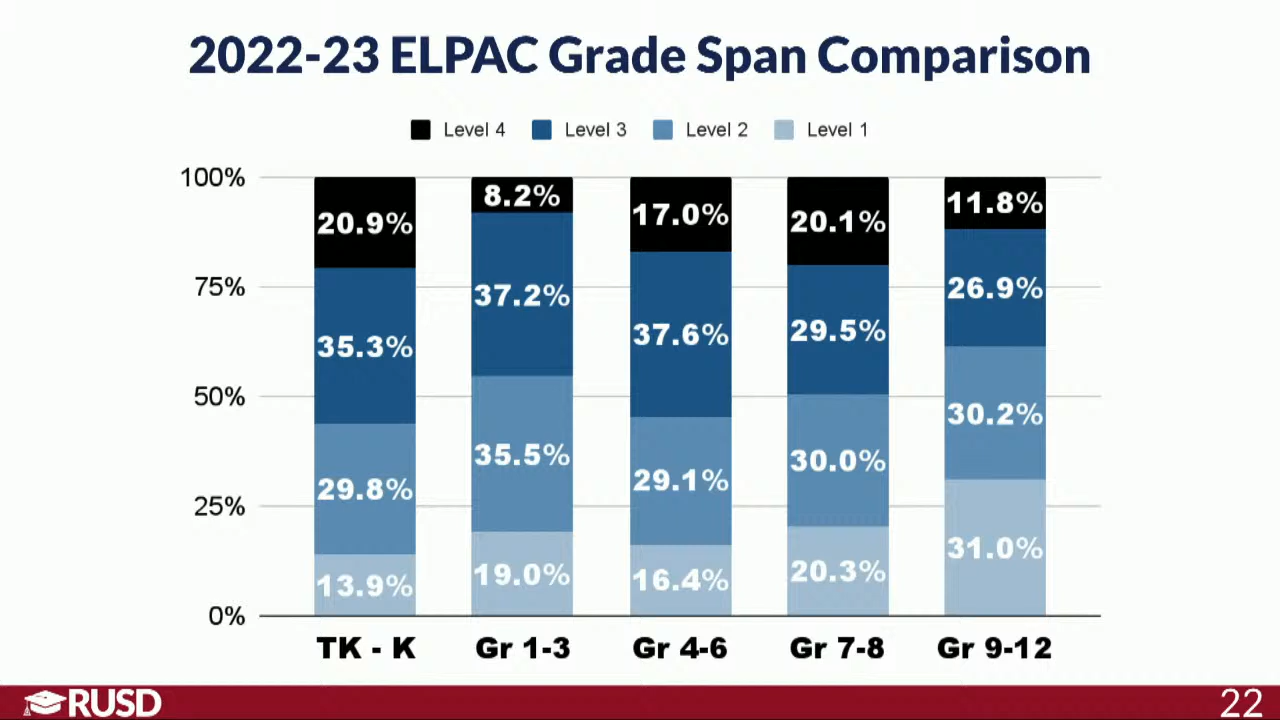 2022-23 ELPAC Grade Span Comparison
Level 4 Level 3 Level 2 Level 1
100%
75%
50%
25%
0%
20.9% 8.2% 17.0% 20.1% 11.8%
35.3% 37.2% 37.6% 29.5% 26.9%
29.8% 35.5% 29.1% 30.0% 30.2%
13.9% 19.0% 16.4% 20.3% 31.0%
TK - K Gr 1-3 Gr 4-6 Gr 7-8 Gr 9-12
RUSD 22